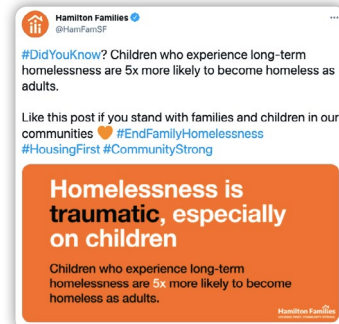 Hamilton Families
@HamFamSF
#DidYouKnow? Children who experience long-term
homelessness are 5x more likely to become homeless as
adults.
Like this post if you stand with families and children in our
communities 🧡 #EndFamilyHomelessness
#HousingFirst #CommunityStrong
Homelessness is
traumatic, especially
on children
Children who experience long-term
homelessness are 5x more likely to become
homeless as adults.
Hamilton Families